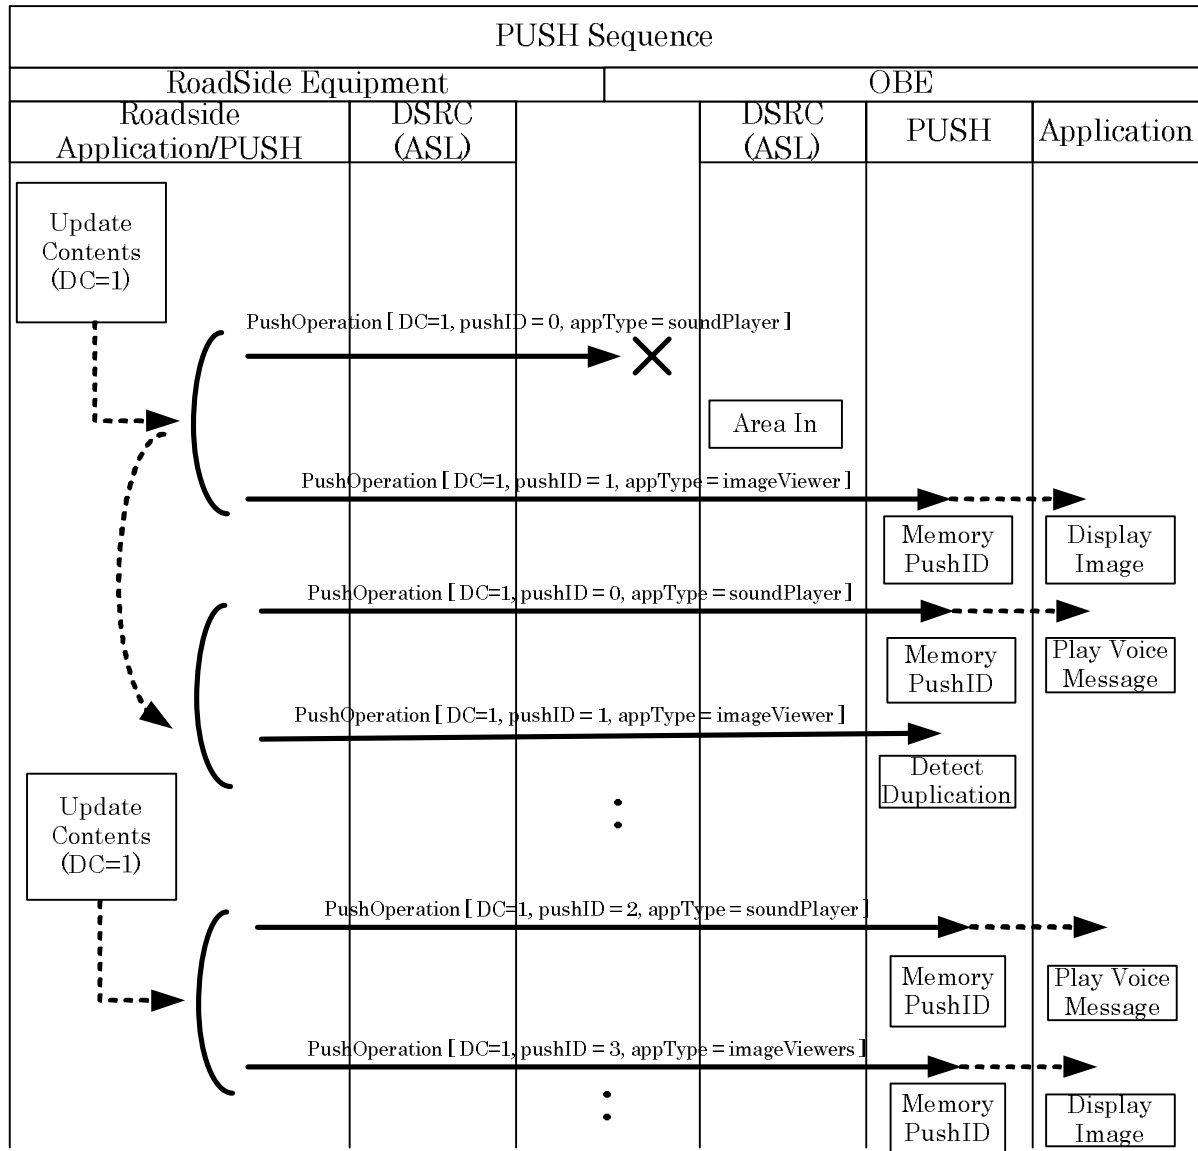 PUSH Sequence
RoadSide Equipment
OBE
Roadside
Application/PUSH
DSRC
(ASL)
DSRC
(ASL)
PUSH
Application
Update
Contents
(DC=1)
PushOperation [ DC=1, pushID = 0, appType = soundPlayer ]
Area In
PushOperation [ DC=1, pushID = 1, appType = imageViewer ]
Memory
PushID
Display
Image
PushOperation [ DC=1, pushID = 0, appType = soundPlayer ]
Memory
PushID
Play Voice
Message
PushOperation [ DC=1, pushID = 1, appType = imageViewer ]
Detect
Duplication
Update
Contents
(DC=1)
PushOperation [ DC=1, pushID = 2, appType = soundPlayer ]
Memory
PushID
Play Voice
Message
PushOperation [ DC=1, pushID = 3, appType = imageViewers ]
Memory
PushID
Display
Image